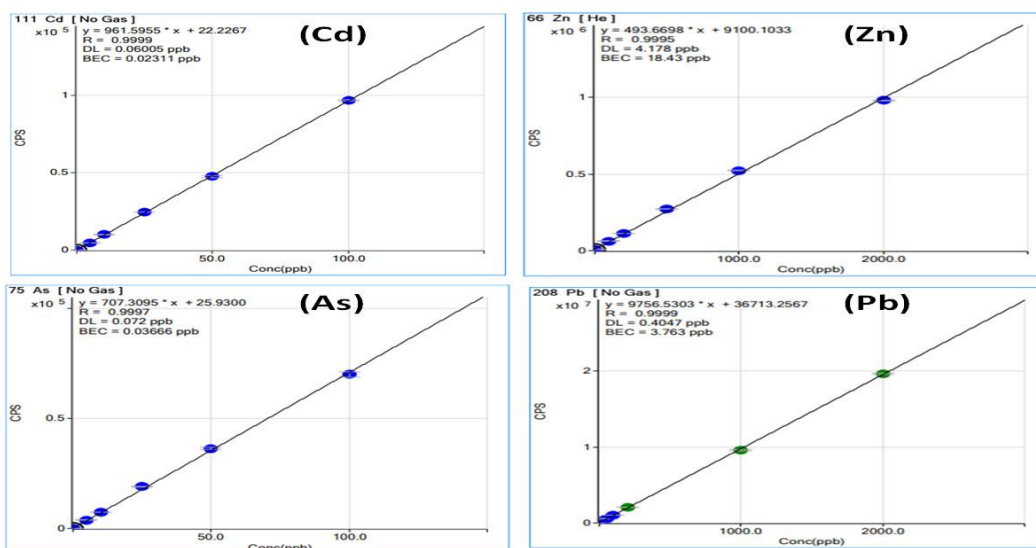 111 Cd [ No Gas ]
(Cd)
x10 5
y = 961.5955 * x + 22.2267
R = 0.9999
DL = 0.06005 ppb
BEC = 0.02311 ppb
1
CPS
0.5
0
50.0
100.0
Conc(ppb)
66 Zn [ He ]
(Zn)
x10 6
y = 493.6698 * x + 9100.1033
R = 0.9995
DL = 4.178 ppb
BEC = 18.43 ppb
1
CPS
0.5
0
1000.0
2000.0
Conc(ppb)
75 As [ No Gas ]
(As)
x10 5
y = 707.3095 * x + 25.9300
R = 0.9997
DL = 0.072 ppb
BEC = 0.03666 ppb
CPS
0.5
0
50.0
100.0
Conc(ppb)
208 Pb [ No Gas ]
(Pb)
x10 7
y = 9756.5303 * x + 36713.2567
R = 0.9999
DL = 0.4047 ppb
BEC = 3.763 ppb
2
CPS
1
0
1000.0
2000.0
Conc(ppb)